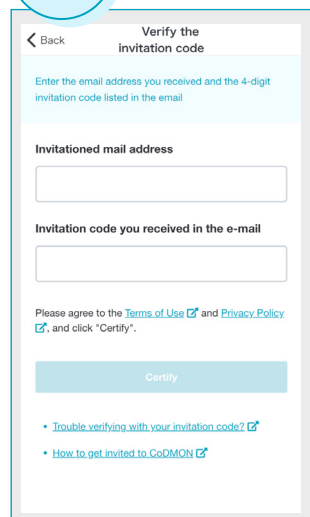 Back
Verify the
invitation code
Enter the email address you received and the 4-digit
invitation code listed in the email
Invitationed mail address
Invitation code you received in the e-mail
Please agree to the Terms of Use and Privacy Policy
, and click "Certify".
Certify
• Trouble verifying with your invitation code?
• How to get invited to CoDMON